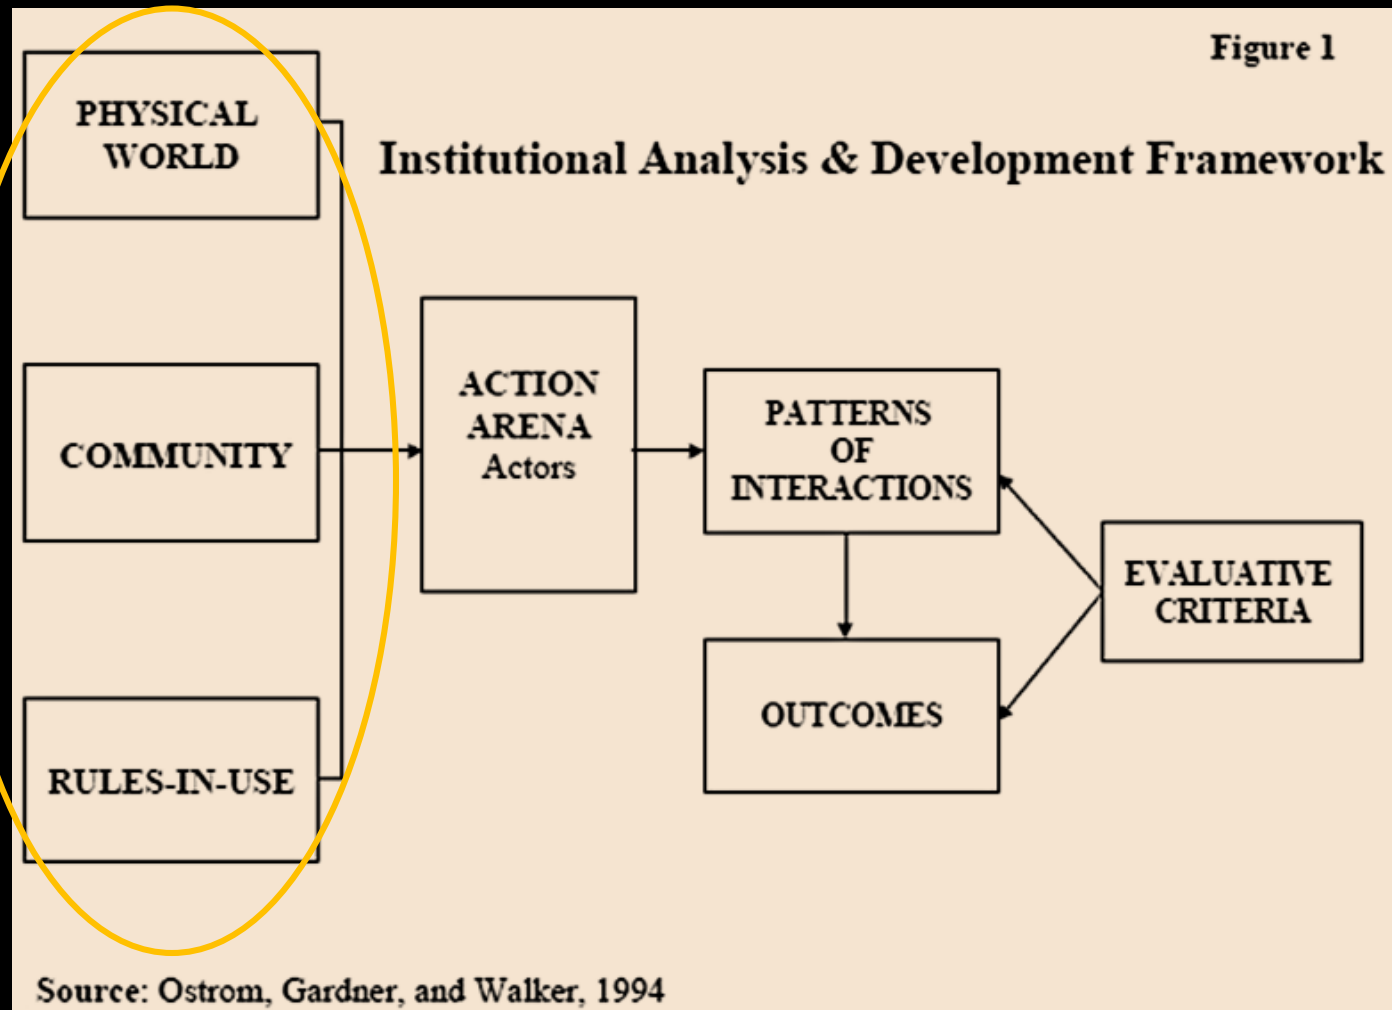 Figure 1
Institutional Analysis & Development Framework
PHYSICAL
WORLD
COMMUNITY
RULES-IN-USE
ACTION
ARENA
Actors
PATTERNS
OF
INTERACTIONS
OUTCOMES
EVALUATIVE
CRITERIA
Source: Ostrom, Gardner, and Walker, 1994